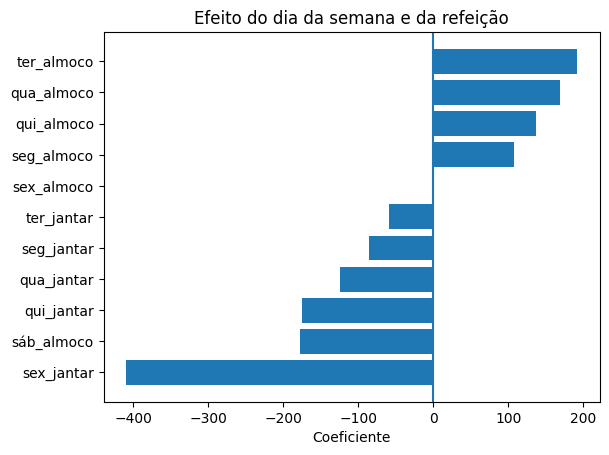 Efeito do dia da semana e da refeição
ter_almoco
qua_almoco
qui_almoco
seg_almoco
sex_almoco
ter_jantar
seg_jantar
qua_jantar
qui_jantar
sáb_almoco
sex_jantar
−400 −300 −200 −100 0 100 200
Coeficiente